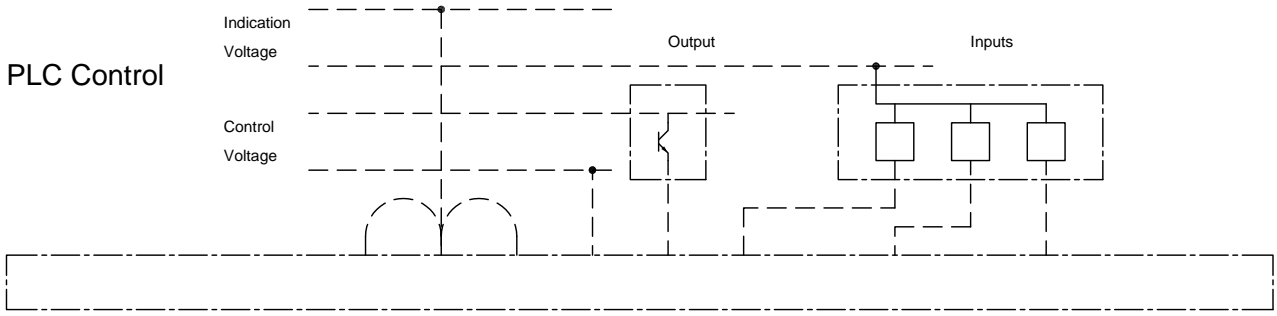 Indication
Voltage
Output
Inputs
PLC Control
Control
Voltage